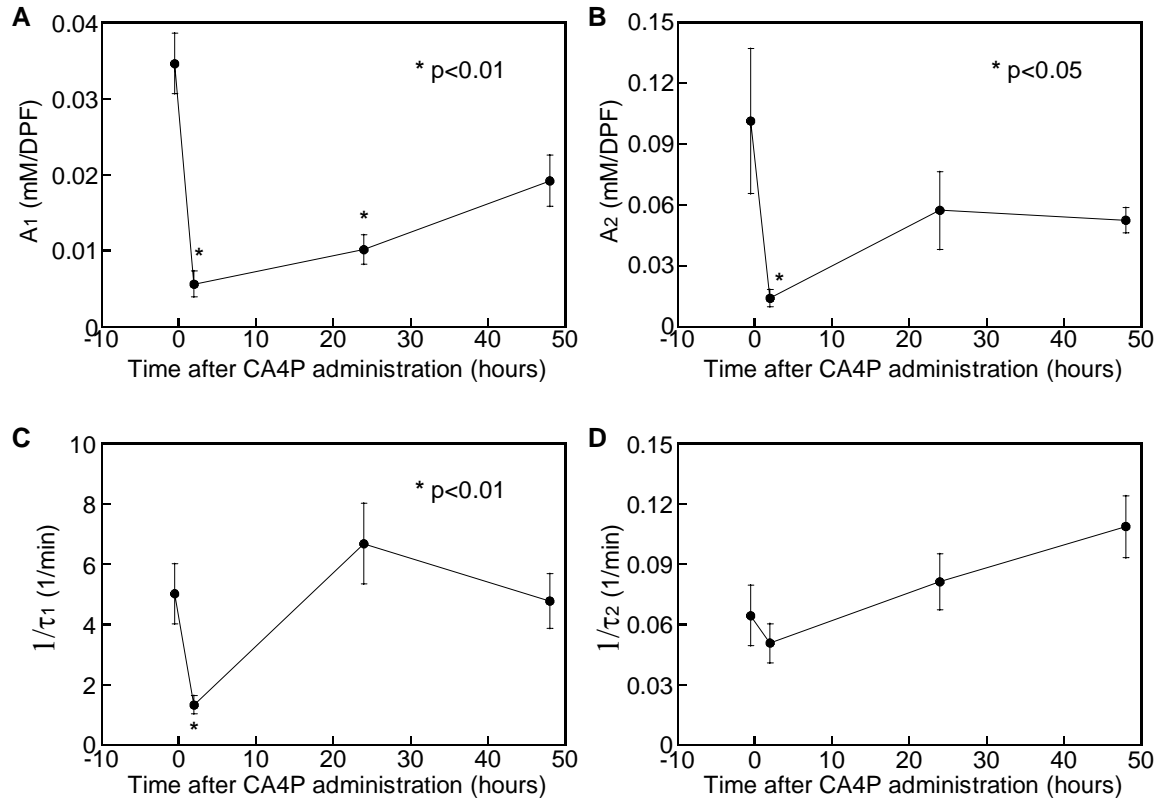 A
0.04
0.03
0.02
0.01
0
A1 (mM/DPF)
* p<0.01
*
*
-10 0 10 20 30 40 50
Time after CA4P administration (hours)
B
0.15
0.12
0.09
0.06
0.03
0
A2 (mM/DPF)
* p<0.05
*
-10 0 10 20 30 40 50
Time after CA4P administration (hours)
C
10
8
6
4
2
0
1/τ1 (1/min)
* p<0.01
*
-10 0 10 20 30 40 50
Time after CA4P administration (hours)
D
0.15
0.12
0.09
0.06
0.03
0
1/τ2 (1/min)
-10 0 10 20 30 40 50
Time after CA4P administration (hours)